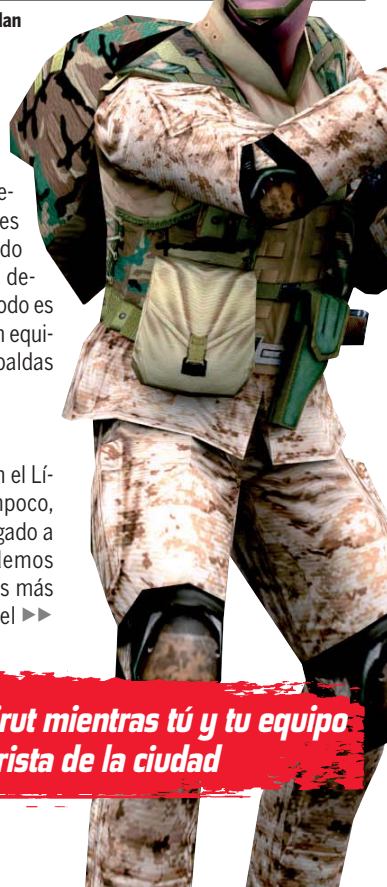 lan
e-
es
do
de-
odo es
n equi-
paldas
n el Lí-
mpoco,
gado a
demos
s más
el ▶▶
irut mientras tú y tu equipo
rista de la ciudad